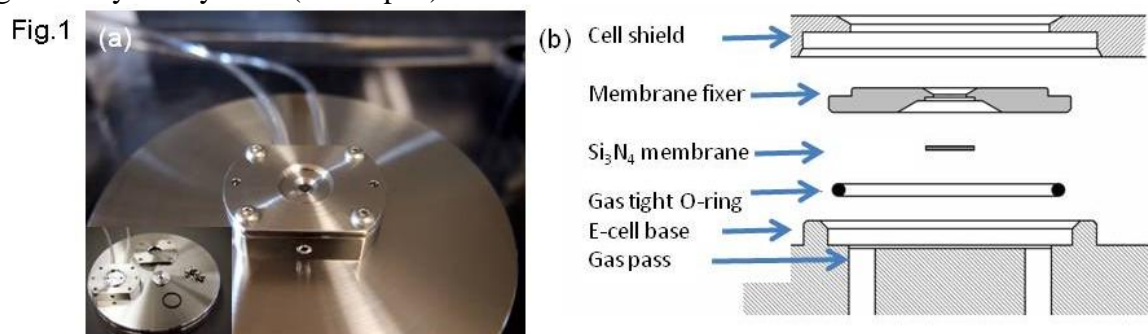 Fig.1
(a)
(b)
Cell shield
Membrane fixer
Si₃N₄ membrane
Gas tight O-ring
E-cell base
Gas pass